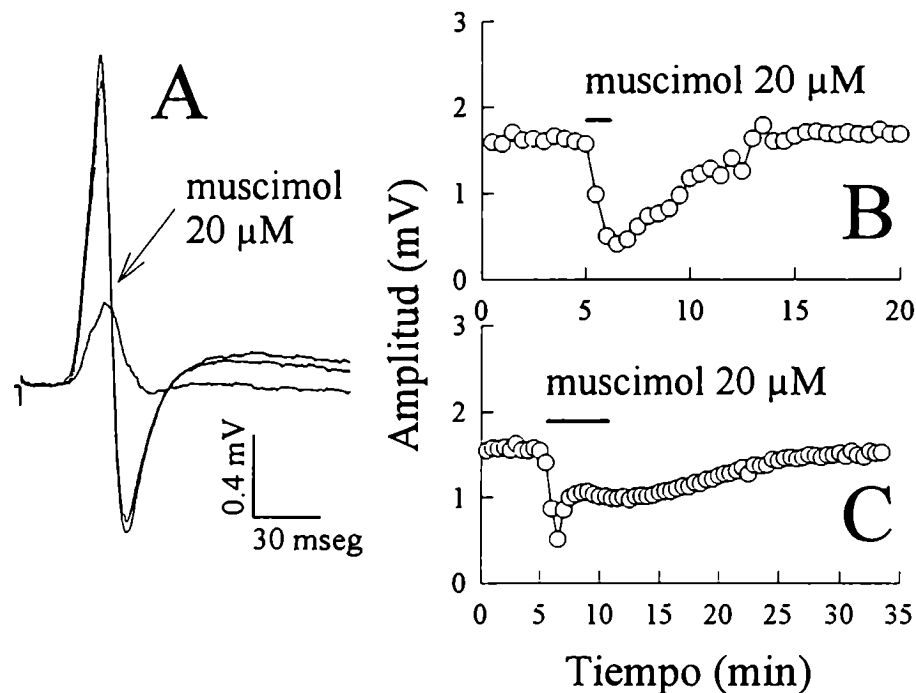 A
muscimol
20 µM
0.4 mV
30 mseg
Amplitud (mV)
3
2
1
0
muscimol 20 µM
B
0 5 10 15 20
3
2
1
0
muscimol 20 µM
C
0 5 10 15 20 25 30 35
Tiempo (min)